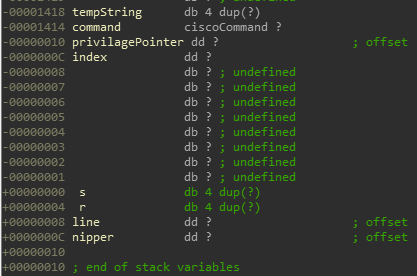 db ? ; undefined
-00001418 tempString db 4 dup(?)
-00001414 command ciscoCommand ?
-00000010 privilagePointer dd ? ; offset
-0000000C index dd ?
-00000008 db ? ; undefined
-00000007 db ? ; undefined
-00000006 db ? ; undefined
-00000005 db ? ; undefined
-00000004 db ? ; undefined
-00000003 db ? ; undefined
-00000002 db ? ; undefined
-00000001 db ? ; undefined
+00000000 s db 4 dup(?)
+00000004 r db 4 dup(?)
+00000008 line dd ? ; offset
+0000000C nipper dd ? ; offset
+00000010
+00000010 ; end of stack variables